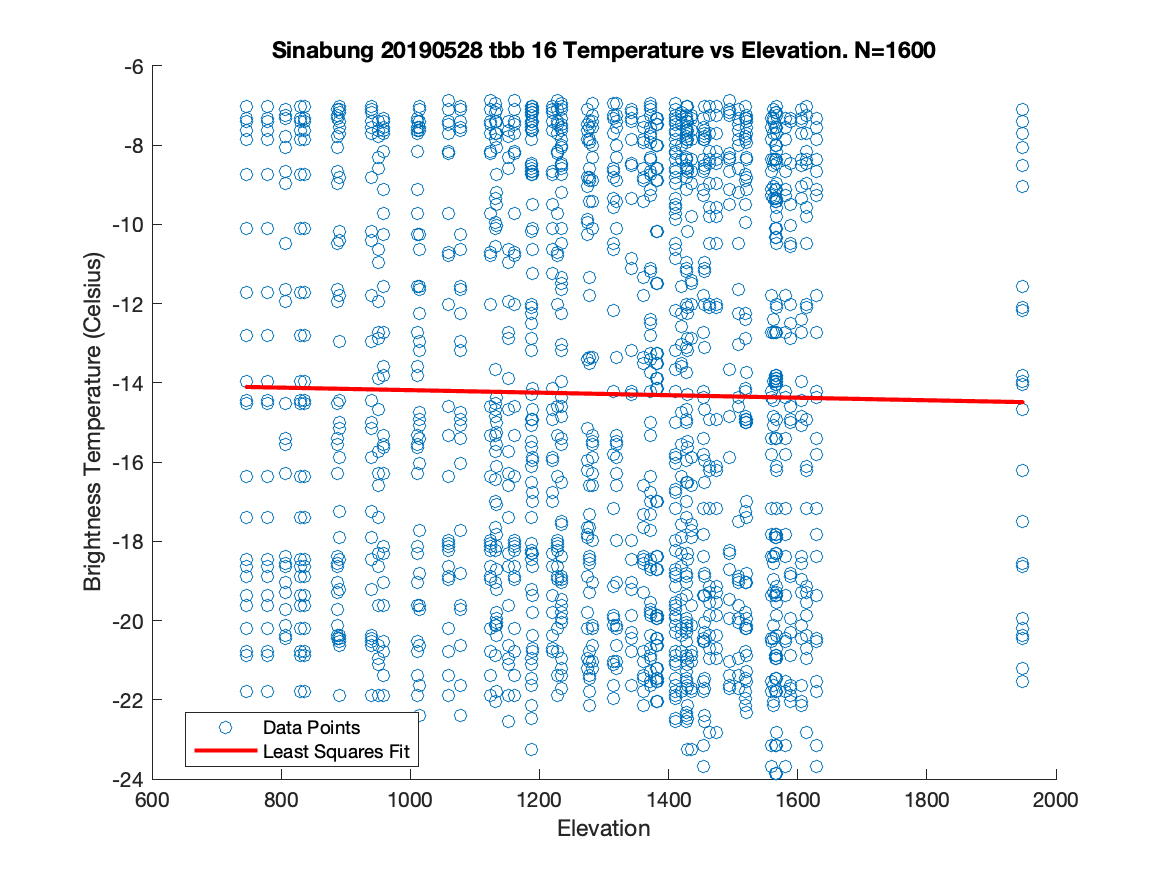 Sinabung 20190528 tbb 16 Temperature vs Elevation. N=1600
-6
-8
-10
-12
-14
-16
-18
-20
-22
-24
Brightness Temperature (Celsius)
Data Points
Least Squares Fit
600 800 1000 1200 1400 1600 1800 2000
Elevation